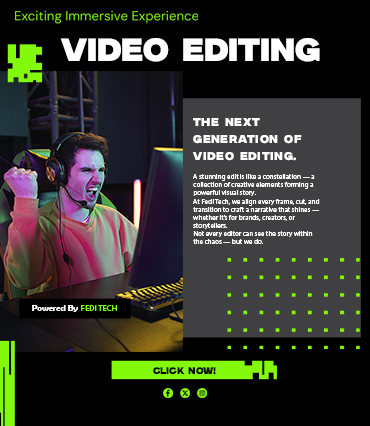 Exciting Immersive Experience
VIDEO EDITING
THE NEXT
GENERATION OF
VIDEO EDITING.
A stunning edit is like a constellation — a
collection of creative elements forming a
powerful visual story.
At FediTech, we align every frame, cut, and
transition to craft a narrative that shines —
whether it's for brands, creators, or
storytellers.
Not every editor can see the story within
the chaos — but we do.
Powered By FEDITECH
CLICK NOW!